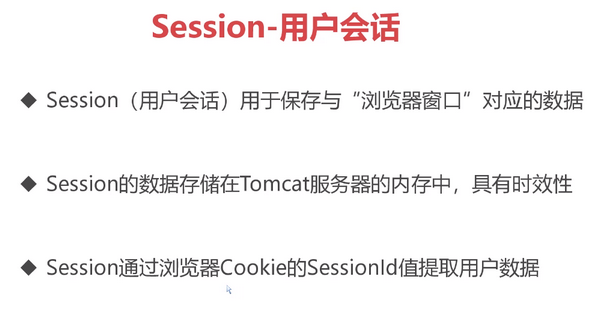 Session-用户会话
◆ Session（用户会话）用于保存与“浏览器窗口”对应的数据
◆ Session的数据存储在Tomcat服务器的内存中，具有时效性
◆ Session通过浏览器Cookie的SessionId值提取用户数据